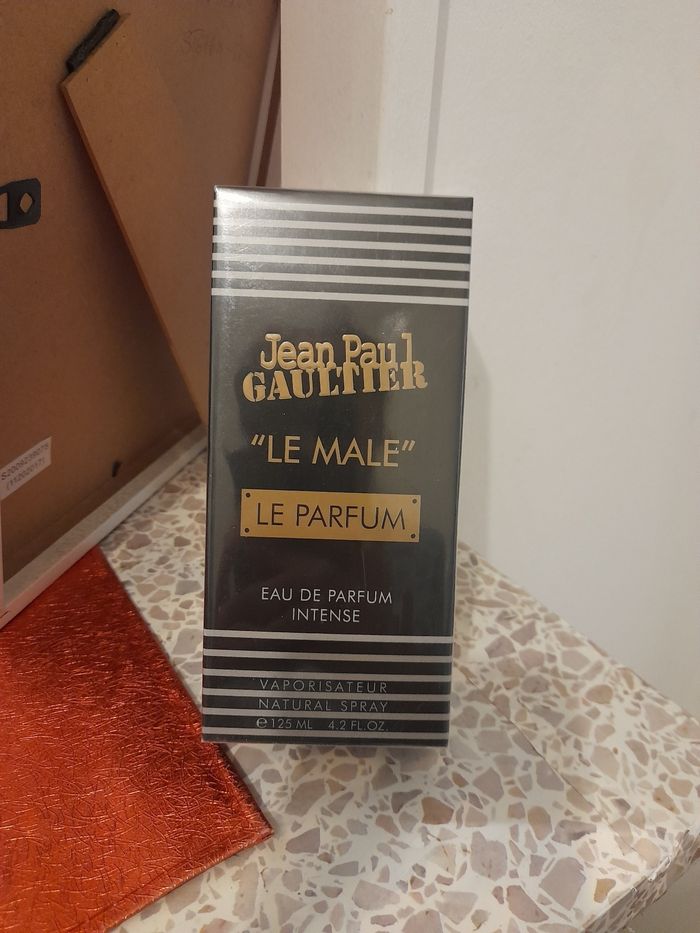 Jean Paul
GAULTIER
"LE MALE"
LE PARFUM
EAU DE PARFUM
INTENSE
VAPORISATEUR
NATURAL SPRAY
℮ 125 ML 4.2 FL.OZ.